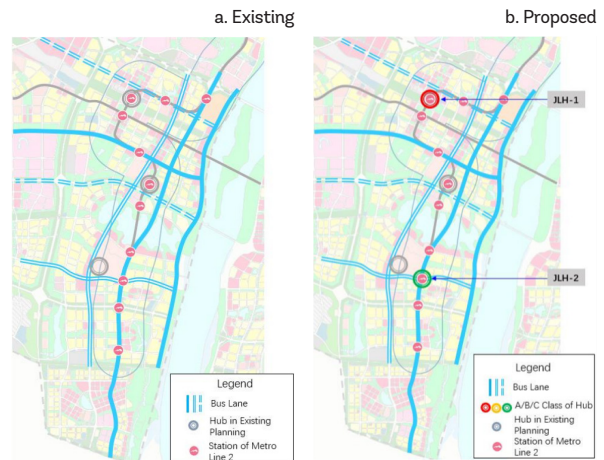 a. Existing
b. Proposed
JLH-1
JLH-2
Legend
Bus Lane
Hub in Existing
Planning
Station of Metro
Line 2
Legend
Bus Lane
A/B/C Class of Hub
Hub in Existing
Planning
Station of Metro
Line 2